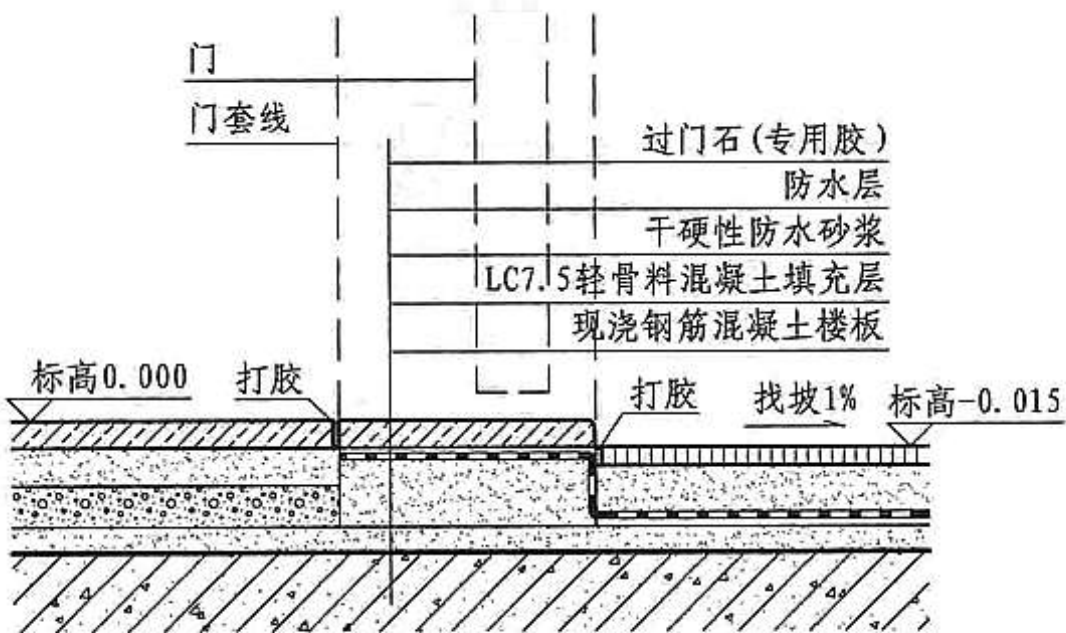 门
门套线
过门石(专用胶)
防水层
干硬性防水砂浆
LC7.5轻骨料混凝土填充层
现浇钢筋混凝土楼板
标高0.000
打胶
打胶
找坡1%
标高-0.015